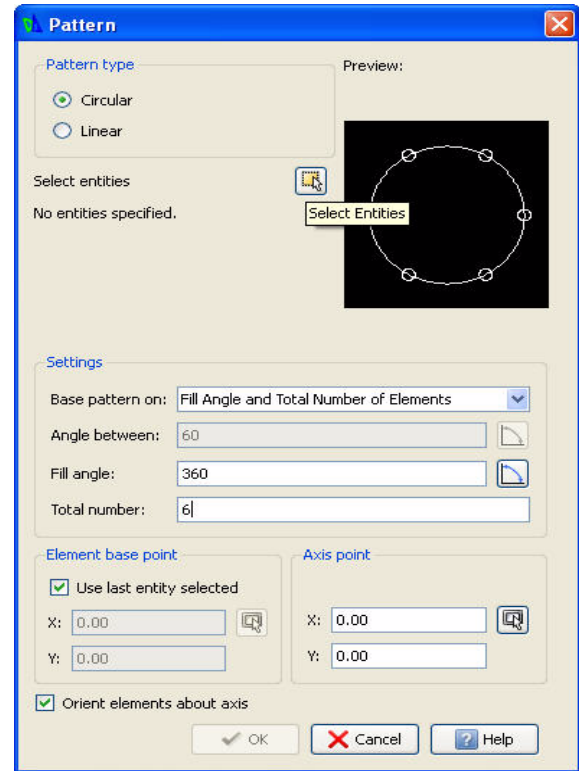 Pattern
Pattern type
Preview:
Circular
Linear
Select entities
No entities specified.
Select Entities
Settings
Base pattern on: Fill Angle and Total Number of Elements
Angle between: 60
Fill angle: 360
Total number: 6
Element base point
Use last entity selected
X: 0.00
Y: 0.00
Axis point
X: 0.00
Y: 0.00
Orient elements about axis
OK
Cancel
Help